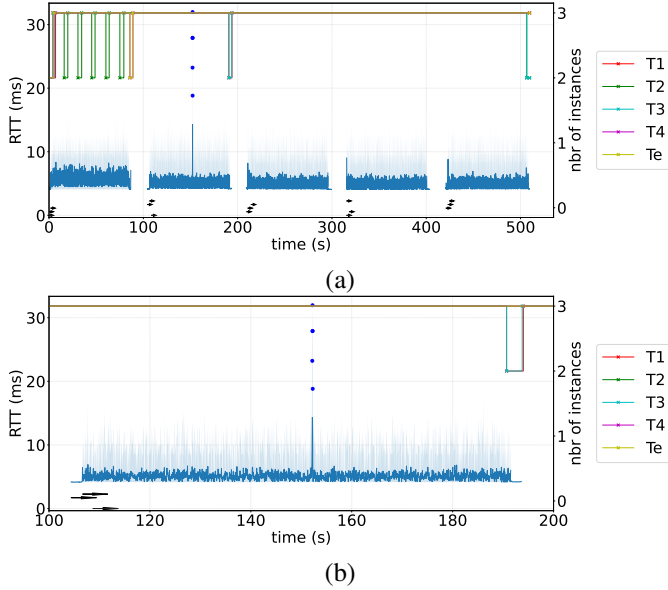 30
20
10
0
RTT (ms)
3
2
1
0
nbr of instances
T1
T2
T3
T4
Te
0 100 200 300 400 500
time (s)
(a)
30
20
10
0
RTT (ms)
3
2
1
0
nbr of instances
T1
T2
T3
T4
Te
100 120 140 160 180 200
time (s)
(b)